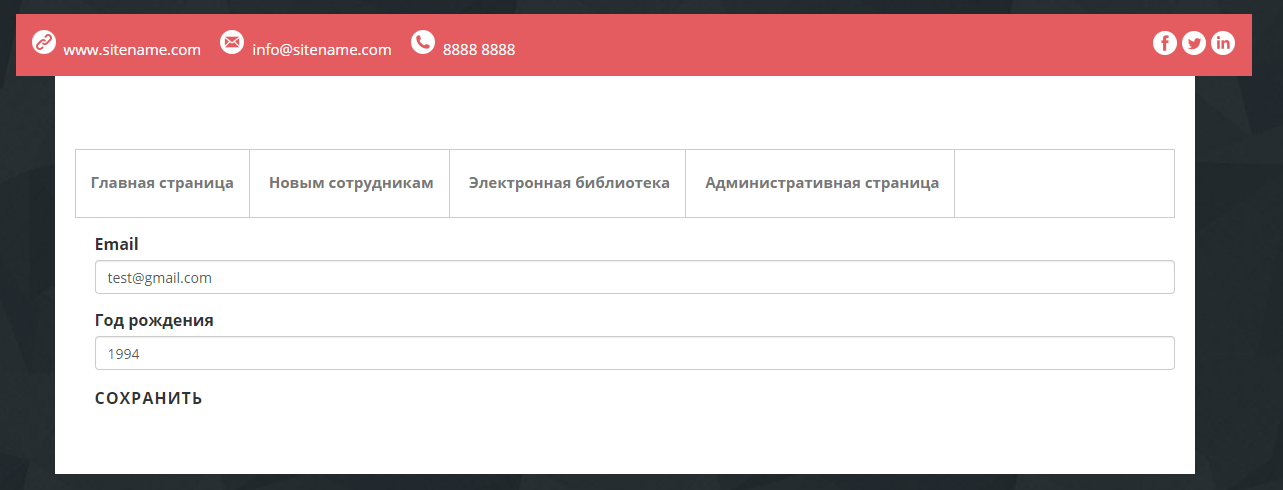 www.sitename.com info@sitename.com 8888 8888
Главная страница Новым сотрудникам Электронная библиотека Административная страница
Email
test@gmail.com
Год рождения
1994
СОХРАНИТЬ